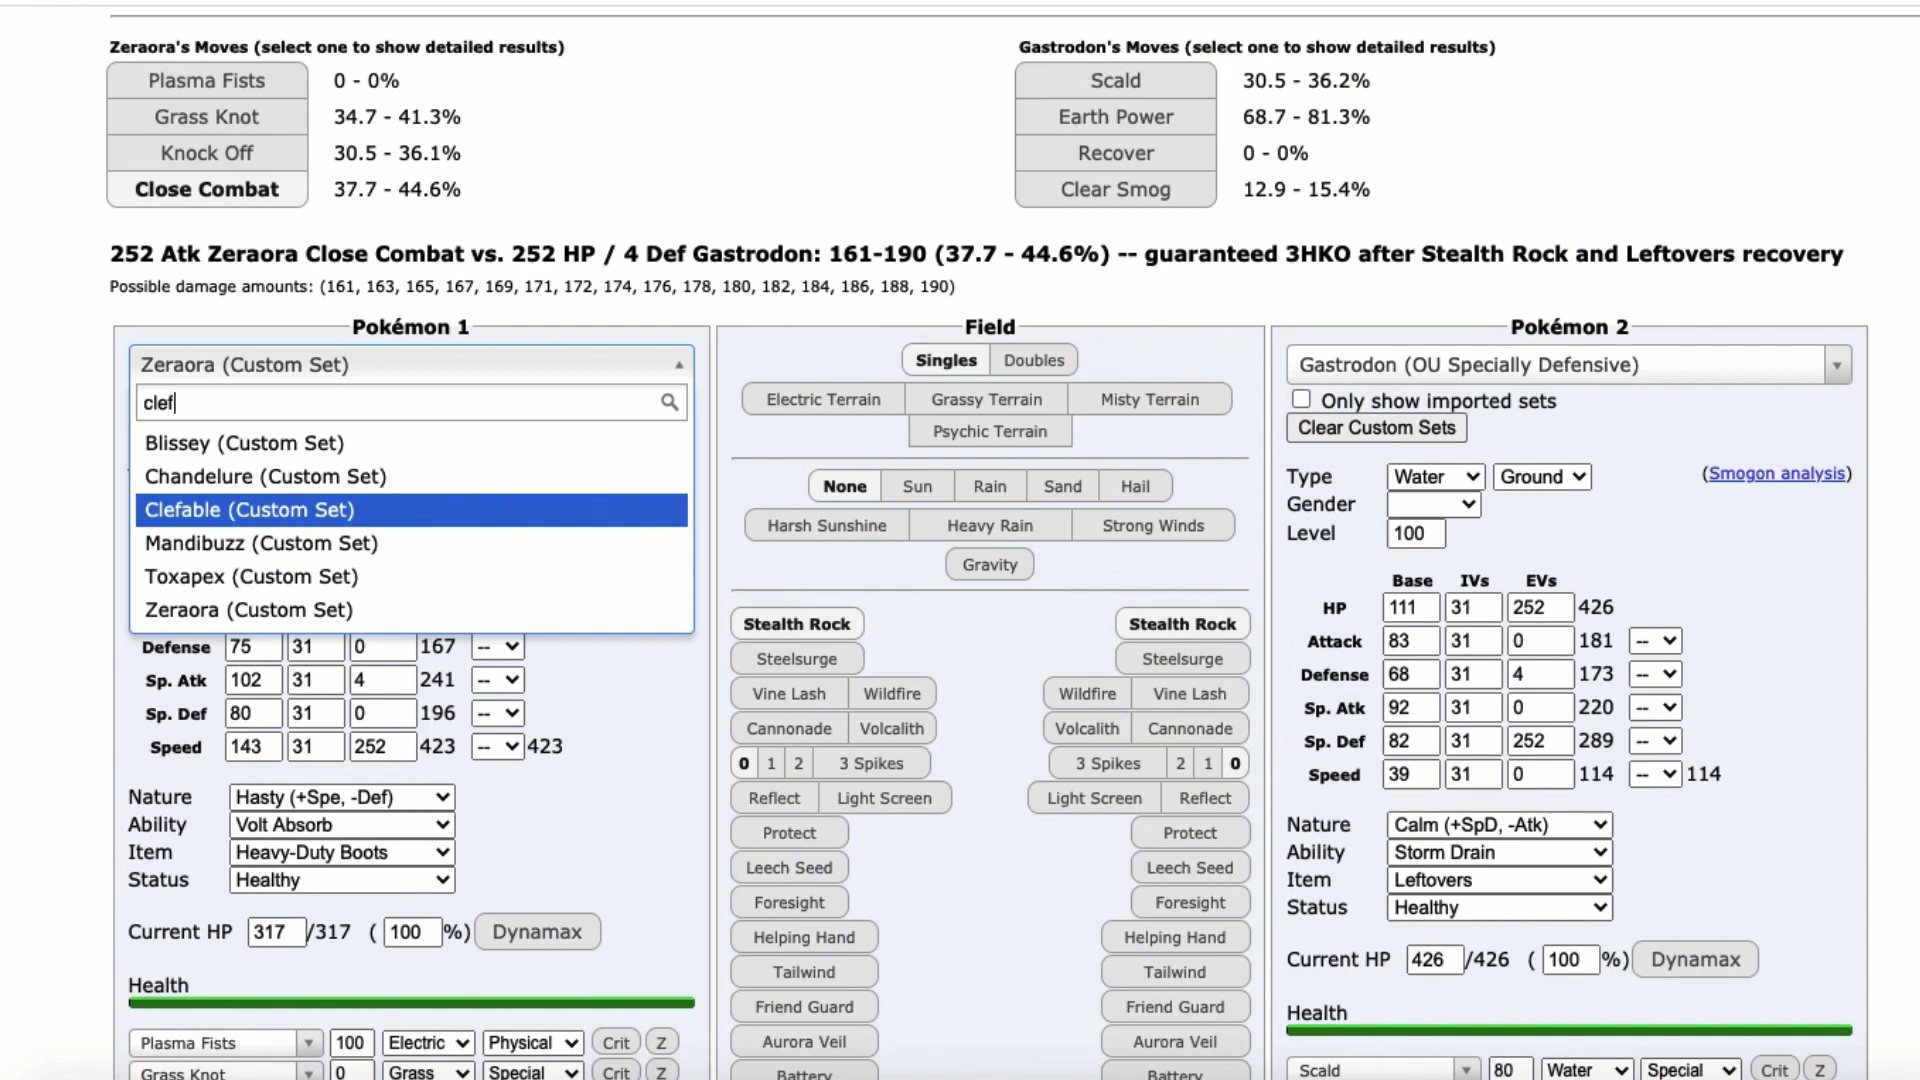 Zeraora's Moves (select one to show detailed results)
Plasma Fists 0 - 0%
Grass Knot 34.7 - 41.3%
Knock Off 30.5 - 36.1%
Close Combat 37.7 - 44.6%
Gastrodon's Moves (select one to show detailed results)
Scald 30.5 - 36.2%
Earth Power 68.7 - 81.3%
Recover 0 - 0%
Clear Smog 12.9 - 15.4%
252 Atk Zeraora Close Combat vs. 252 HP / 4 Def Gastrodon: 161-190 (37.7 - 44.6%) -- guaranteed 3HKO after Stealth Rock and Leftovers recovery
Possible damage amounts: (161, 163, 165, 167, 169, 171, 172, 174, 176, 178, 180, 182, 184, 186, 188, 190)
Pokémon 1
Zeraora (Custom Set)
clef
Blissey (Custom Set)
Chandelure (Custom Set)
Clefable (Custom Set)
Mandibuzz (Custom Set)
Toxapex (Custom Set)
Zeraora (Custom Set)
Defense 75 31 0 167 --
Sp. Atk 102 31 4 241 --
Sp. Def 80 31 0 196 --
Speed 143 31 252 423 -- 423
Nature Hasty (+Spe, -Def)
Ability Volt Absorb
Item Heavy-Duty Boots
Status Healthy
Current HP 317/317 (100%) Dynamax
Health
Plasma Fists 100 Electric Physical Crit Z
Grass Knot 0 Grass Special Crit Z
Field
Singles Doubles
Electric Terrain Grassy Terrain Misty Terrain
Psychic Terrain
None Sun Rain Sand Hail
Harsh Sunshine Heavy Rain Strong Winds
Gravity
Stealth Rock Stealth Rock
Steelsurge Steelsurge
Vine Lash Wildfire Wildfire Vine Lash
Cannonade Volcalith Volcalith Cannonade
0 1 2 3 Spikes 3 Spikes 2 1 0
Reflect Light Screen Light Screen Reflect
Protect Protect
Leech Seed Leech Seed
Foresight Foresight
Helping Hand Helping Hand
Tailwind Tailwind
Friend Guard Friend Guard
Aurora Veil Aurora Veil
Battery Battery
Pokémon 2
Gastrodon (OU Specially Defensive)
Only show imported sets
Clear Custom Sets
Type Water Ground (Smogon analysis)
Gender
Level 100
Base IVs EVs
HP 111 31 252 426
Attack 83 31 0 181 --
Defense 68 31 4 173 --
Sp. Atk 92 31 0 220 --
Sp. Def 82 31 252 289 --
Speed 39 31 0 114 -- 114
Nature Calm (+SpD, -Atk)
Ability Storm Drain
Item Leftovers
Status Healthy
Current HP 426/426 (100%) Dynamax
Health
Scald 80 Water Special Crit Z